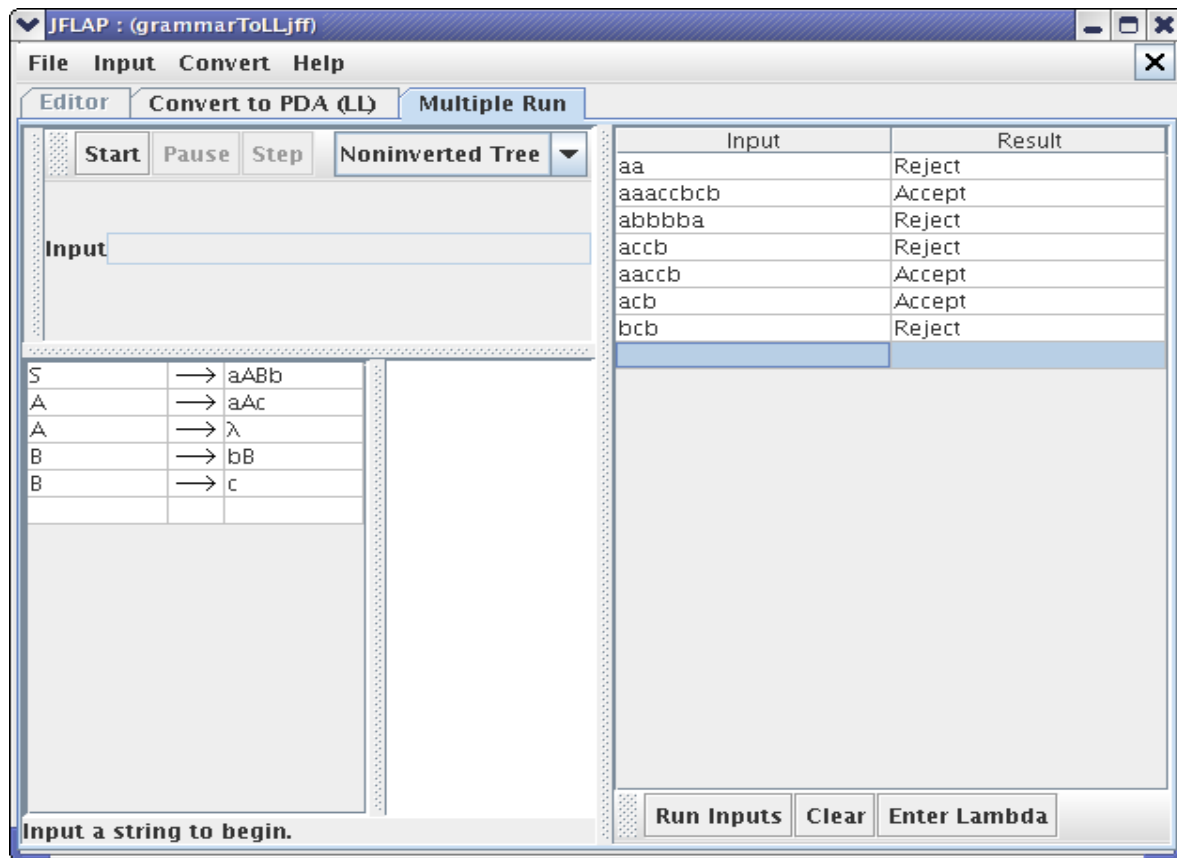 JFLAP : (grammarToLL.jff)
File Input Convert Help
Editor Convert to PDA (LL) Multiple Run
Start Pause Step Noninverted Tree
Input
S → aABb
A → aAc
A → λ
B → bB
B → c
Input a string to begin.
Input Result
aa Reject
aaaccbcb Accept
abbbba Reject
accb Reject
aaccb Accept
acb Accept
bcb Reject
Run Inputs Clear Enter Lambda